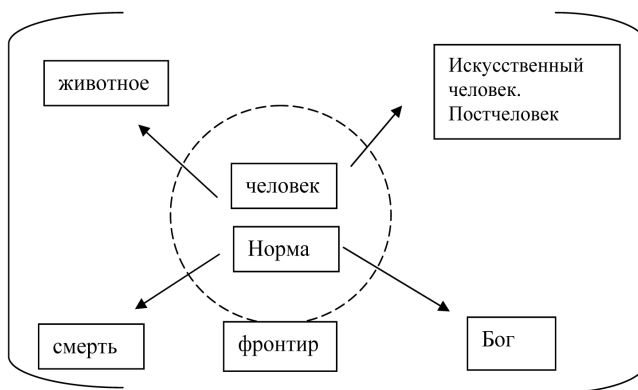 животное
Искусственный
человек.
Постчеловек
человек
Норма
смерть
фронтир
Бог